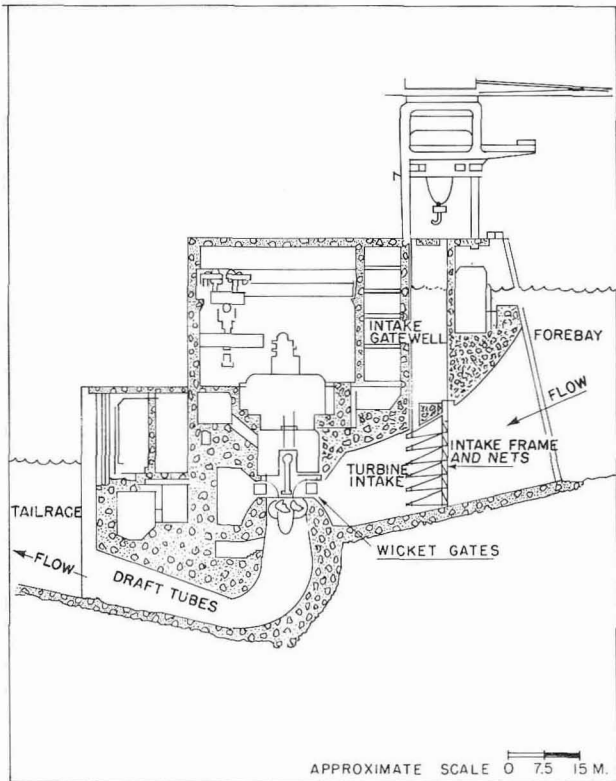 INTAKE
GATEWELL
FOREBAY
FLOW
INTAKE FRAME
AND NETS
TURBINE
INTAKE
TAILRACE
WICKET GATES
FLOW
DRAFT TUBES
APPROXIMATE SCALE 0 7.5 15 M.